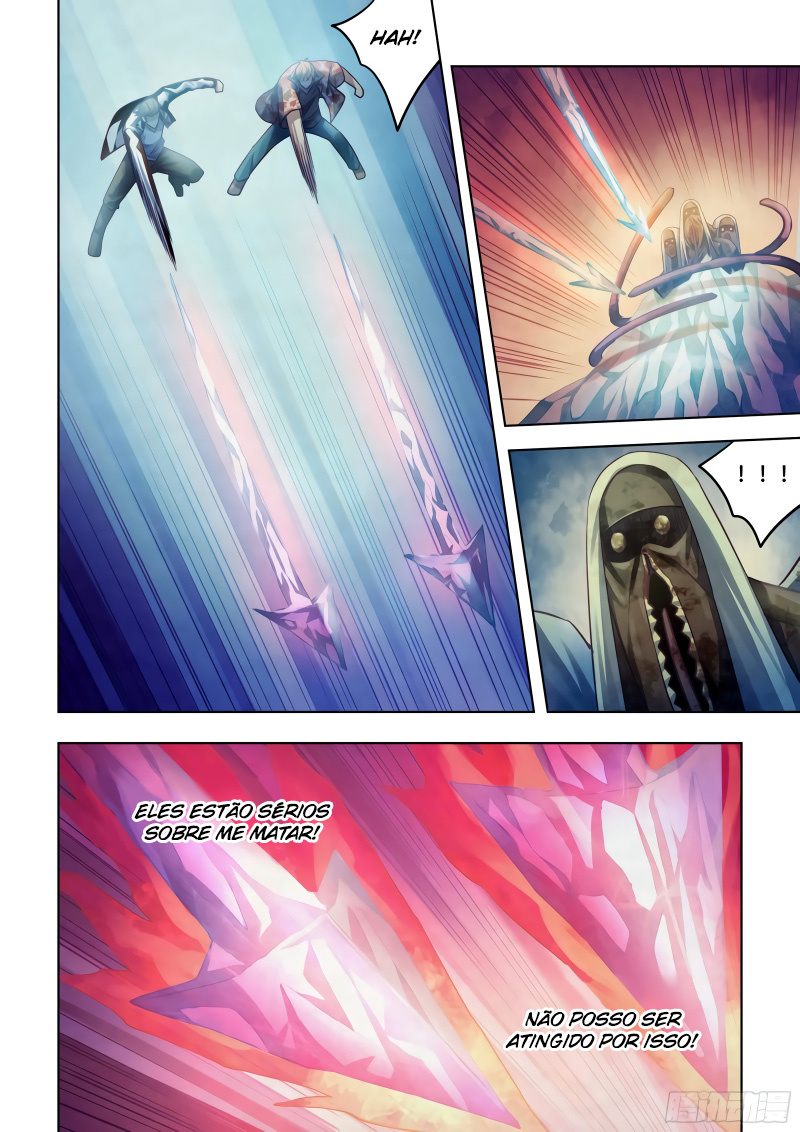 HAH!
!!!
ELES ESTÃO SÉRIOS
SOBRE ME MATAR!
NÃO POSSO SER
ATINGIDO POR ISSO!